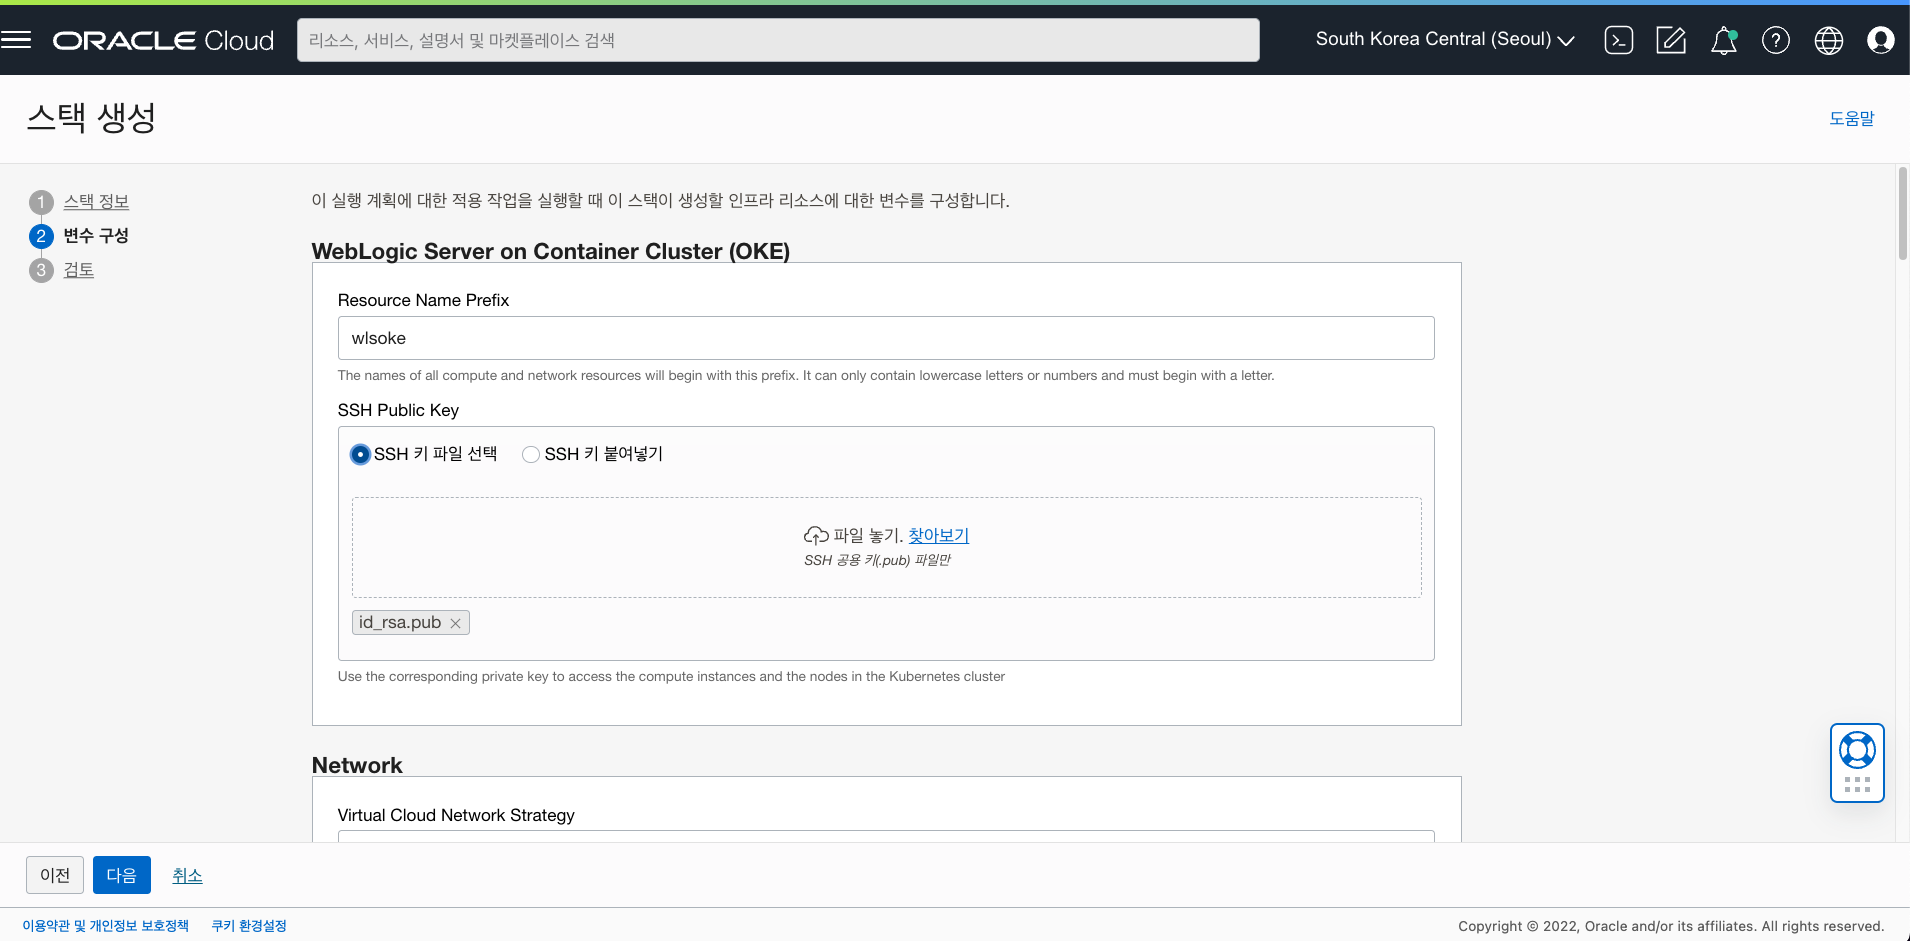 ORACLE Cloud
리소스, 서비스, 설명서 및 마켓플레이스 검색
South Korea Central (Seoul)
스택 생성
도움말
1 스택 정보
2 변수 구성
3 검토
이 실행 계획에 대한 적용 작업을 실행할 때 이 스택이 생성할 인프라 리소스에 대한 변수를 구성합니다.
WebLogic Server on Container Cluster (OKE)
Resource Name Prefix
wlsoke
The names of all compute and network resources will begin with this prefix. It can only contain lowercase letters or numbers and must begin with a letter.
SSH Public Key
SSH 키 파일 선택 SSH 키 붙여넣기
파일 놓기. 찾아보기
SSH 공용 키(.pub) 파일만
id_rsa.pub
Use the corresponding private key to access the compute instances and the nodes in the Kubernetes cluster
Network
Virtual Cloud Network Strategy
이전 다음 취소
이용약관 및 개인정보 보호정책 쿠키 환경설정
Copyright © 2022, Oracle and/or its affiliates. All rights reserved.